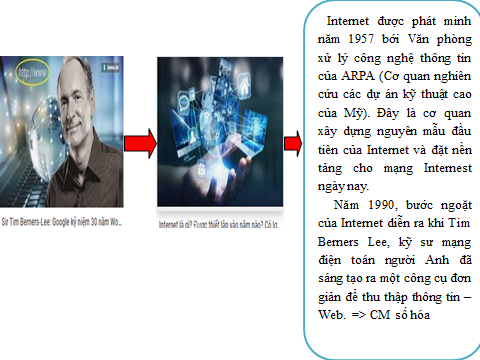 http://www
Sir Tim Berners-Lee: Google kỷ niệm 30 năm Wo...
Internet là gì? Được thiết lập vào năm nào? Có lo...
Internet được phát minh
năm 1957 bởi Văn phòng
xử lý công nghệ thông tin
của ARPA (Cơ quan nghiên
cứu các dự án kỹ thuật cao
của Mỹ). Đây là cơ quan
xây dựng nguyên mẫu đầu
tiên của Internet và đặt nền
tảng cho mạng Internest
ngày nay.
Năm 1990, bước ngoặt
của Internet diễn ra khi Tim
Berners Lee, kỹ sư mạng
điện toán người Anh đã
sáng tạo ra một công cụ đơn
giản để thu thập thông tin –
Web. => CM số hóa